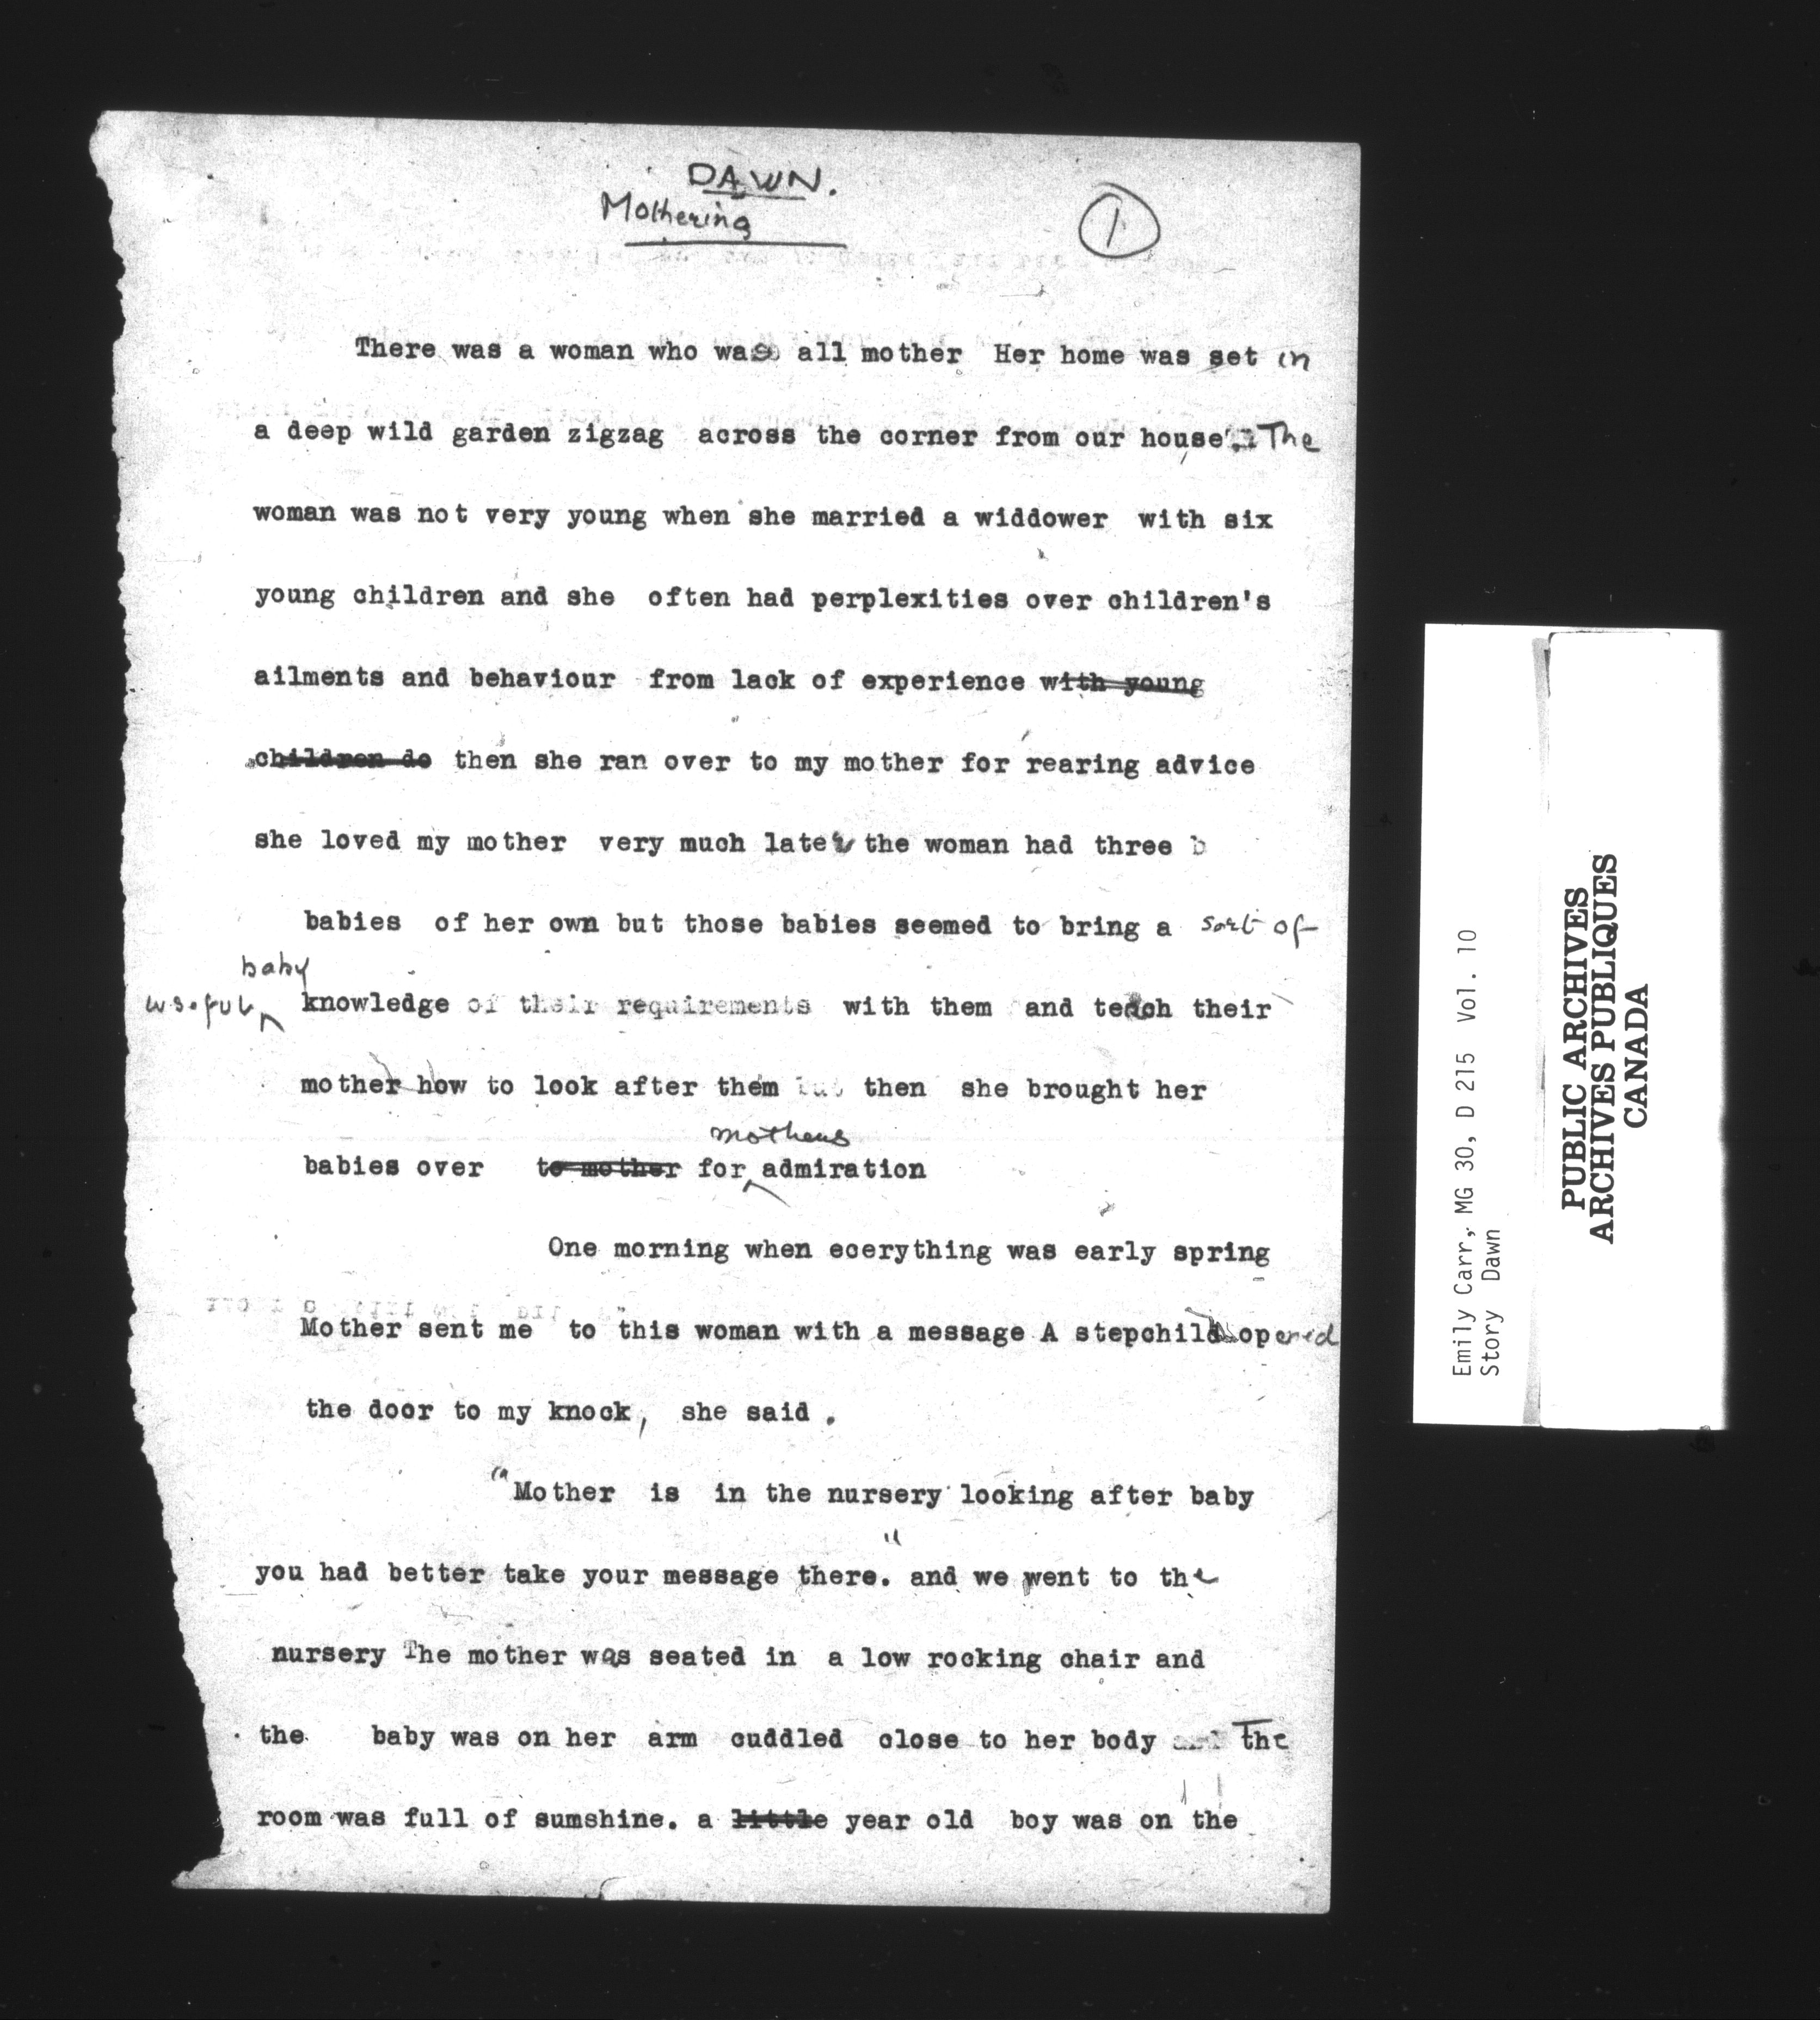 DAWN.
Mothering
1
There was a woman who was all mother Her home was set in
a deep wild garden zigzag across the corner from our house. The
woman was not very young when she married a widdower with six
young children and she often had perplexities over children's
ailments and behaviour from lack of experience with young
children do then she ran over to my mother for rearing advice
she loved my mother very much later the woman had three b
babies of her own but those babies seemed to bring a sort of
baby
useful knowledge of their requirements with them and teach their
mother how to look after them but then she brought her
mothers
babies over to mother for admiration
One morning when ecerything was early spring
Mother sent me to this woman with a message A stepchild opened
the door to my knock, she said.
"Mother is in the nursery looking after baby
you had better take your message there." and we went to the
nursery The mother was seated in a low rocking chair and
the baby was on her arm cuddled close to her body and The
room was full of sumshine. a little year old boy was on the
Emily Carr, MG 30, D 215 Vol. 10
Story Dawn
PUBLIC ARCHIVES
ARCHIVES PUBLIQUES
CANADA